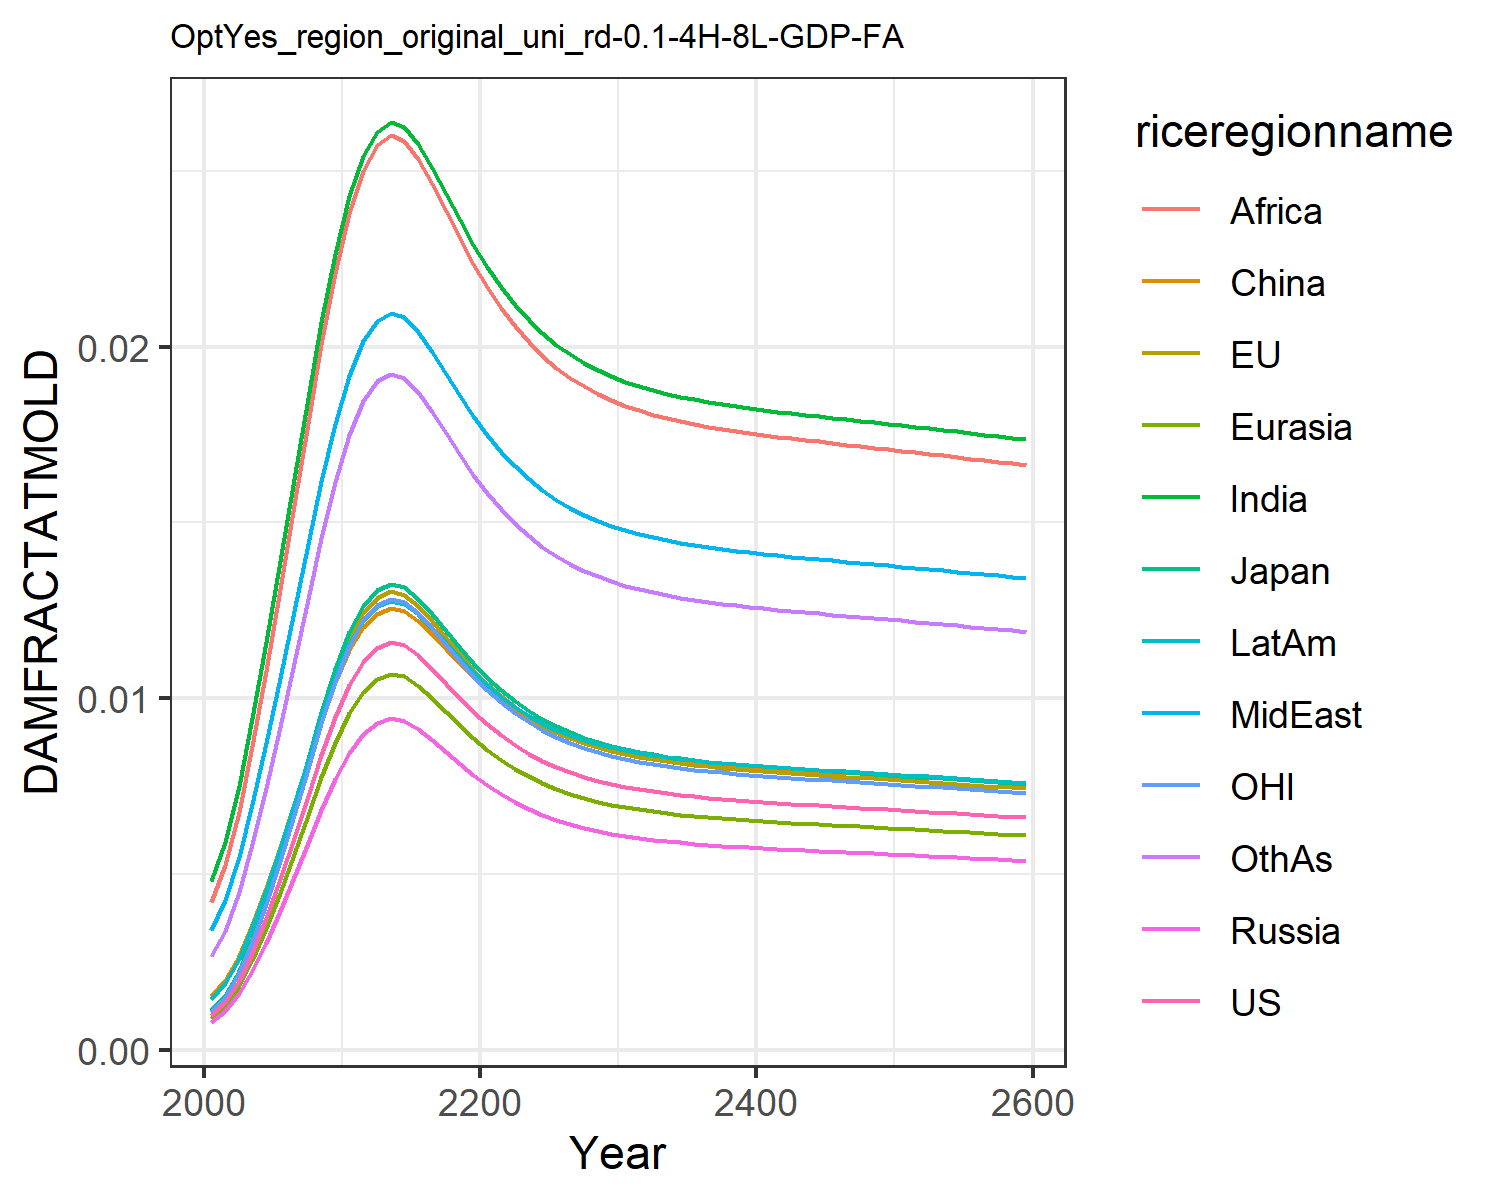 OptYes_region_original_uni_rd-0.1-4H-8L-GDP-FA
DAMFRACTATMOLD
0.02
0.01
0.00
2000 2200 2400 2600
Year
riceregionname
Africa
China
EU
Eurasia
India
Japan
LatAm
MidEast
OHI
OthAs
Russia
US